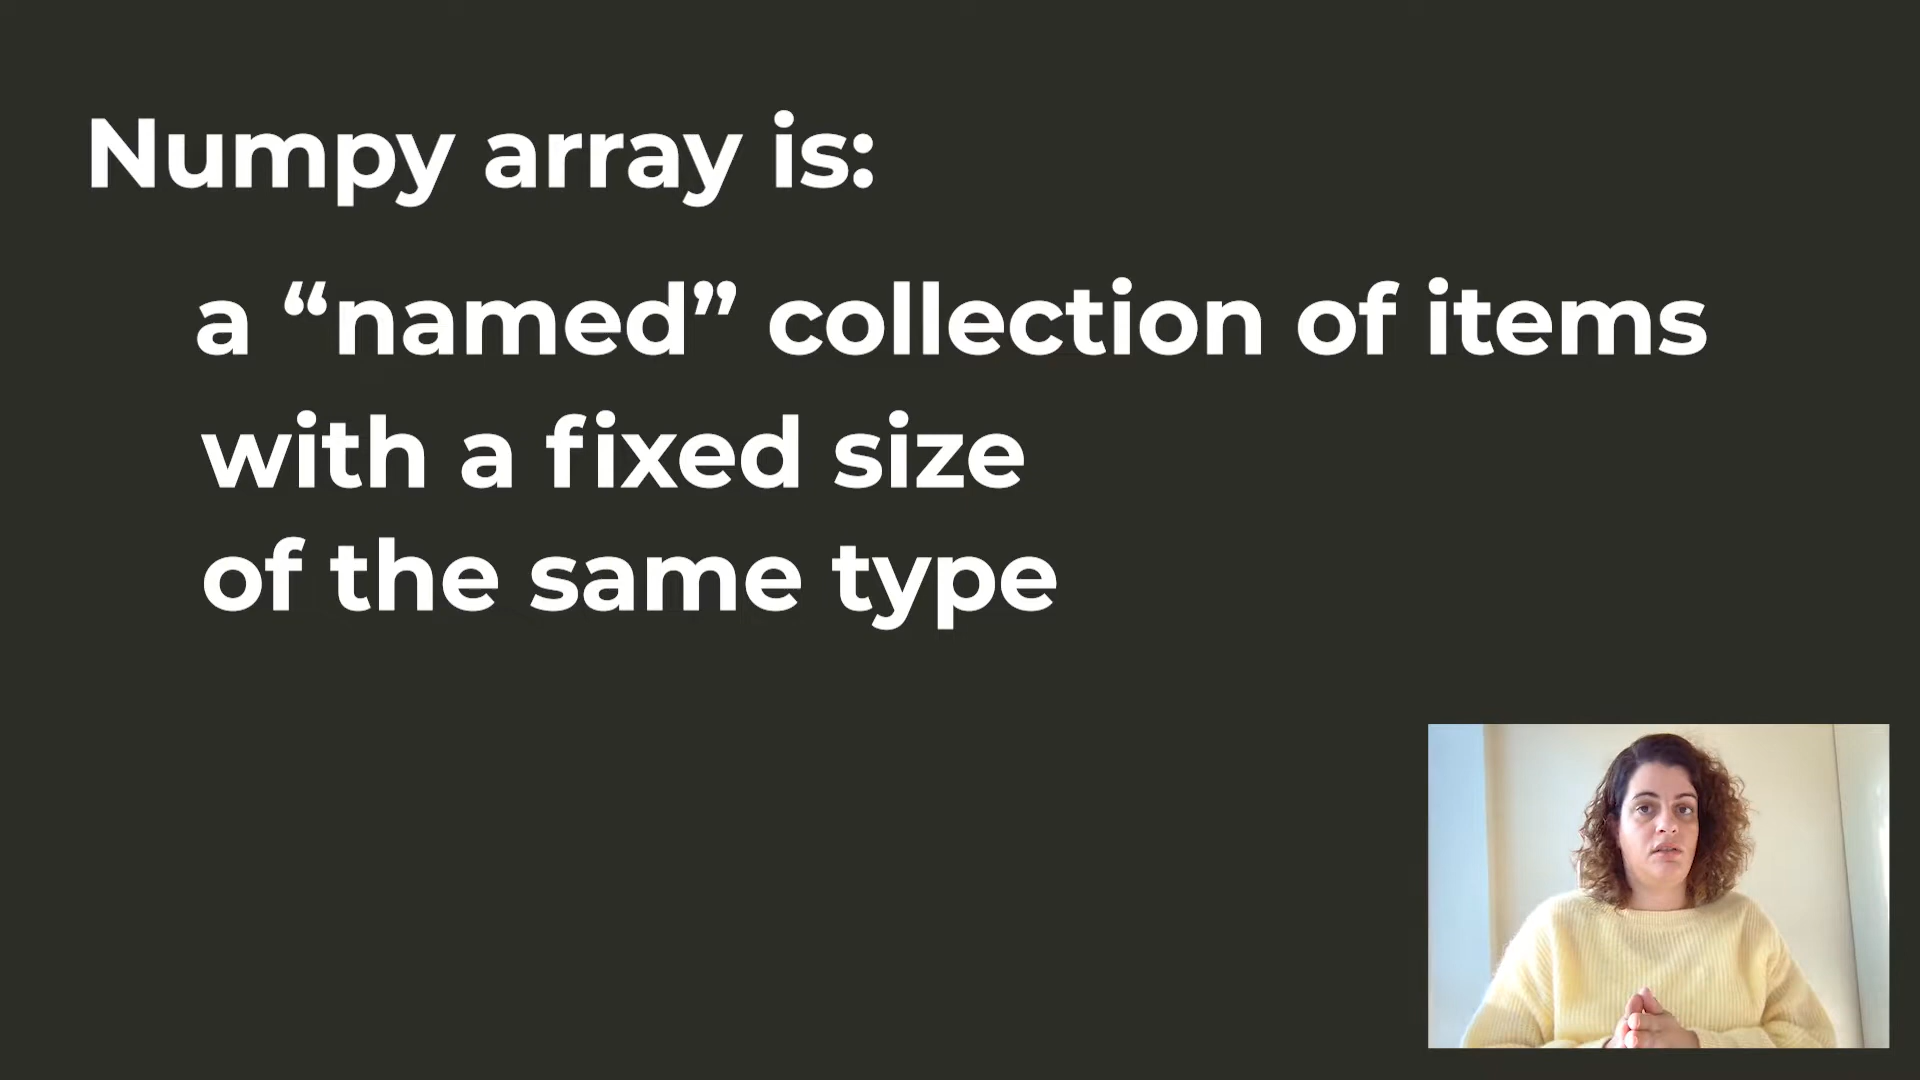 Numpy array is:
a “named” collection of items
with a fixed size
of the same type